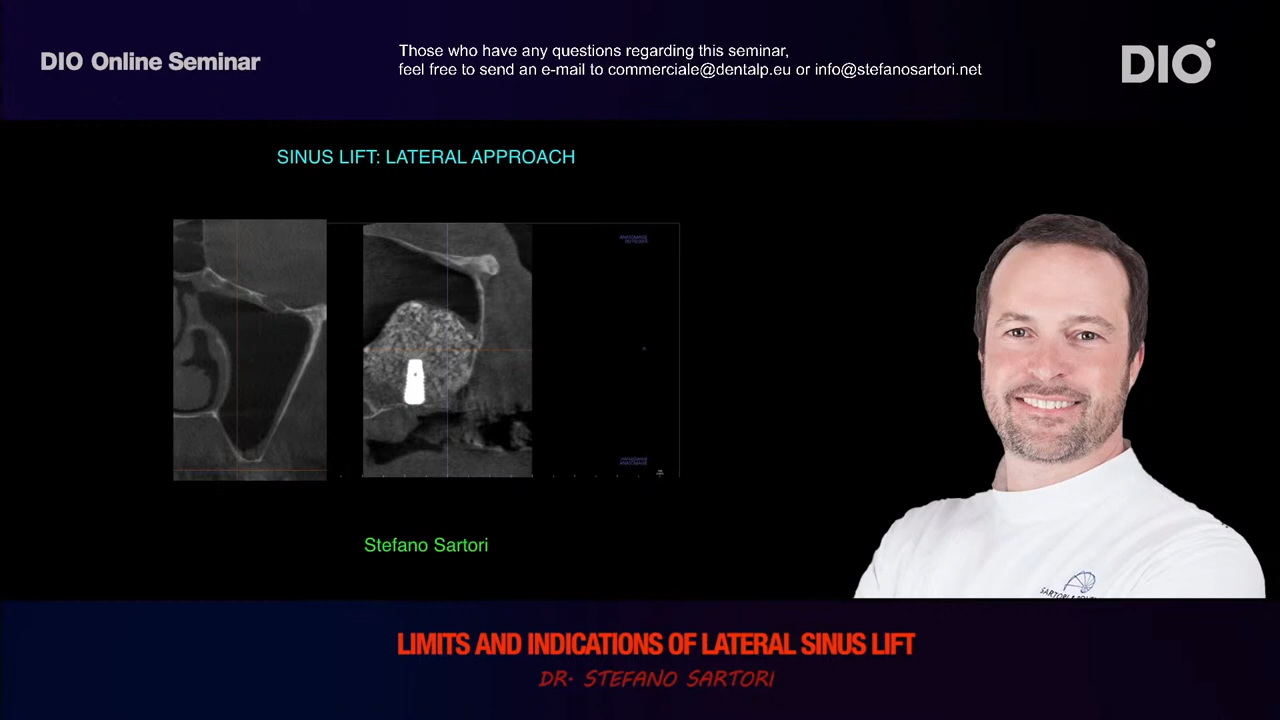 DIO Online Seminar
Those who have any questions regarding this seminar,
feel free to send an e-mail to commerciale@dentalp.eu or info@stefanosartori.net
DIO
SINUS LIFT: LATERAL APPROACH
Stefano Sartori
LIMITS AND INDICATIONS OF LATERAL SINUS LIFT
DR. STEFANO SARTORI